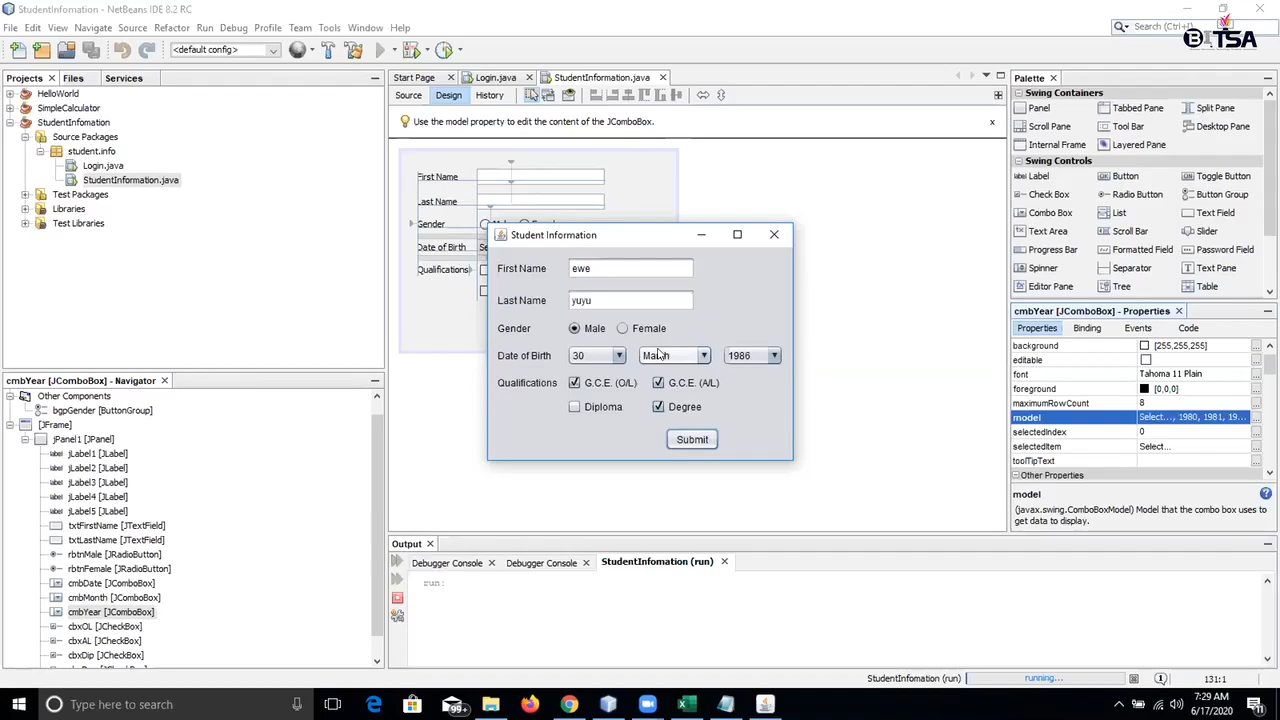 StudentInfomation - NetBeans IDE 8.2 RC
File Edit View Navigate Source Refactor Run Debug Profile Team Tools Window Help
Search (Ctrl+I)
BITSA
<default config>
Projects Files Services
HelloWorld
SimpleCalculator
StudentInfomation
Source Packages
student.info
Login.java
StudentInformation.java
Test Packages
Libraries
Test Libraries
Start Page Login.java StudentInformation.java
Source Design History
Use the model property to edit the content of the JComboBox.
First Name
Last Name
Gender
Date of Birth
Qualifications
Student Information
First Name ewe
Last Name yuyu
Gender Male Female
Date of Birth 30 March 1986
Qualifications G.C.E. (O/L) G.C.E. (A/L)
Diploma Degree
Submit
Palette
Swing Containers
Panel Tabbed Pane Split Pane
Scroll Pane Tool Bar Desktop Pane
Internal Frame Layered Pane
Swing Controls
Label Button Toggle Button
Check Box Radio Button Button Group
Combo Box List Text Field
Text Area Scroll Bar Slider
Progress Bar Formatted Field Password Field
Spinner Separator Text Pane
Editor Pane Tree Table
cmbYear [JComboBox] - Properties
Properties Binding Events Code
background [255,255,255]
editable
font Tahoma 11 Plain
foreground [0,0,0]
maximumRowCount 8
model Select..., 1980, 1981, 19...
selectedIndex 0
selectedItem Select...
toolTipText
Other Properties
model
(javax.swing.ComboBoxModel) Model that the combo box uses to
get data to display.
cmbYear [JComboBox] - Navigator
Other Components
bgpGender [ButtonGroup]
[JFrame]
jPanel1 [JPanel]
jLabel1 [JLabel]
jLabel2 [JLabel]
jLabel3 [JLabel]
jLabel4 [JLabel]
jLabel5 [JLabel]
txtFirstName [JTextField]
txtLastName [JTextField]
rbtnMale [JRadioButton]
rbtnFemale [JRadioButton]
cmbDate [JComboBox]
cmbMonth [JComboBox]
cmbYear [JComboBox]
cbxOL [JCheckBox]
cbxAL [JCheckBox]
cbxDip [JCheckBox]
Output
Debugger Console Debugger Console StudentInfomation (run)
run:
StudentInfomation (run) running... 131:1
Type here to search
99+
7:29 AM
6/17/2020